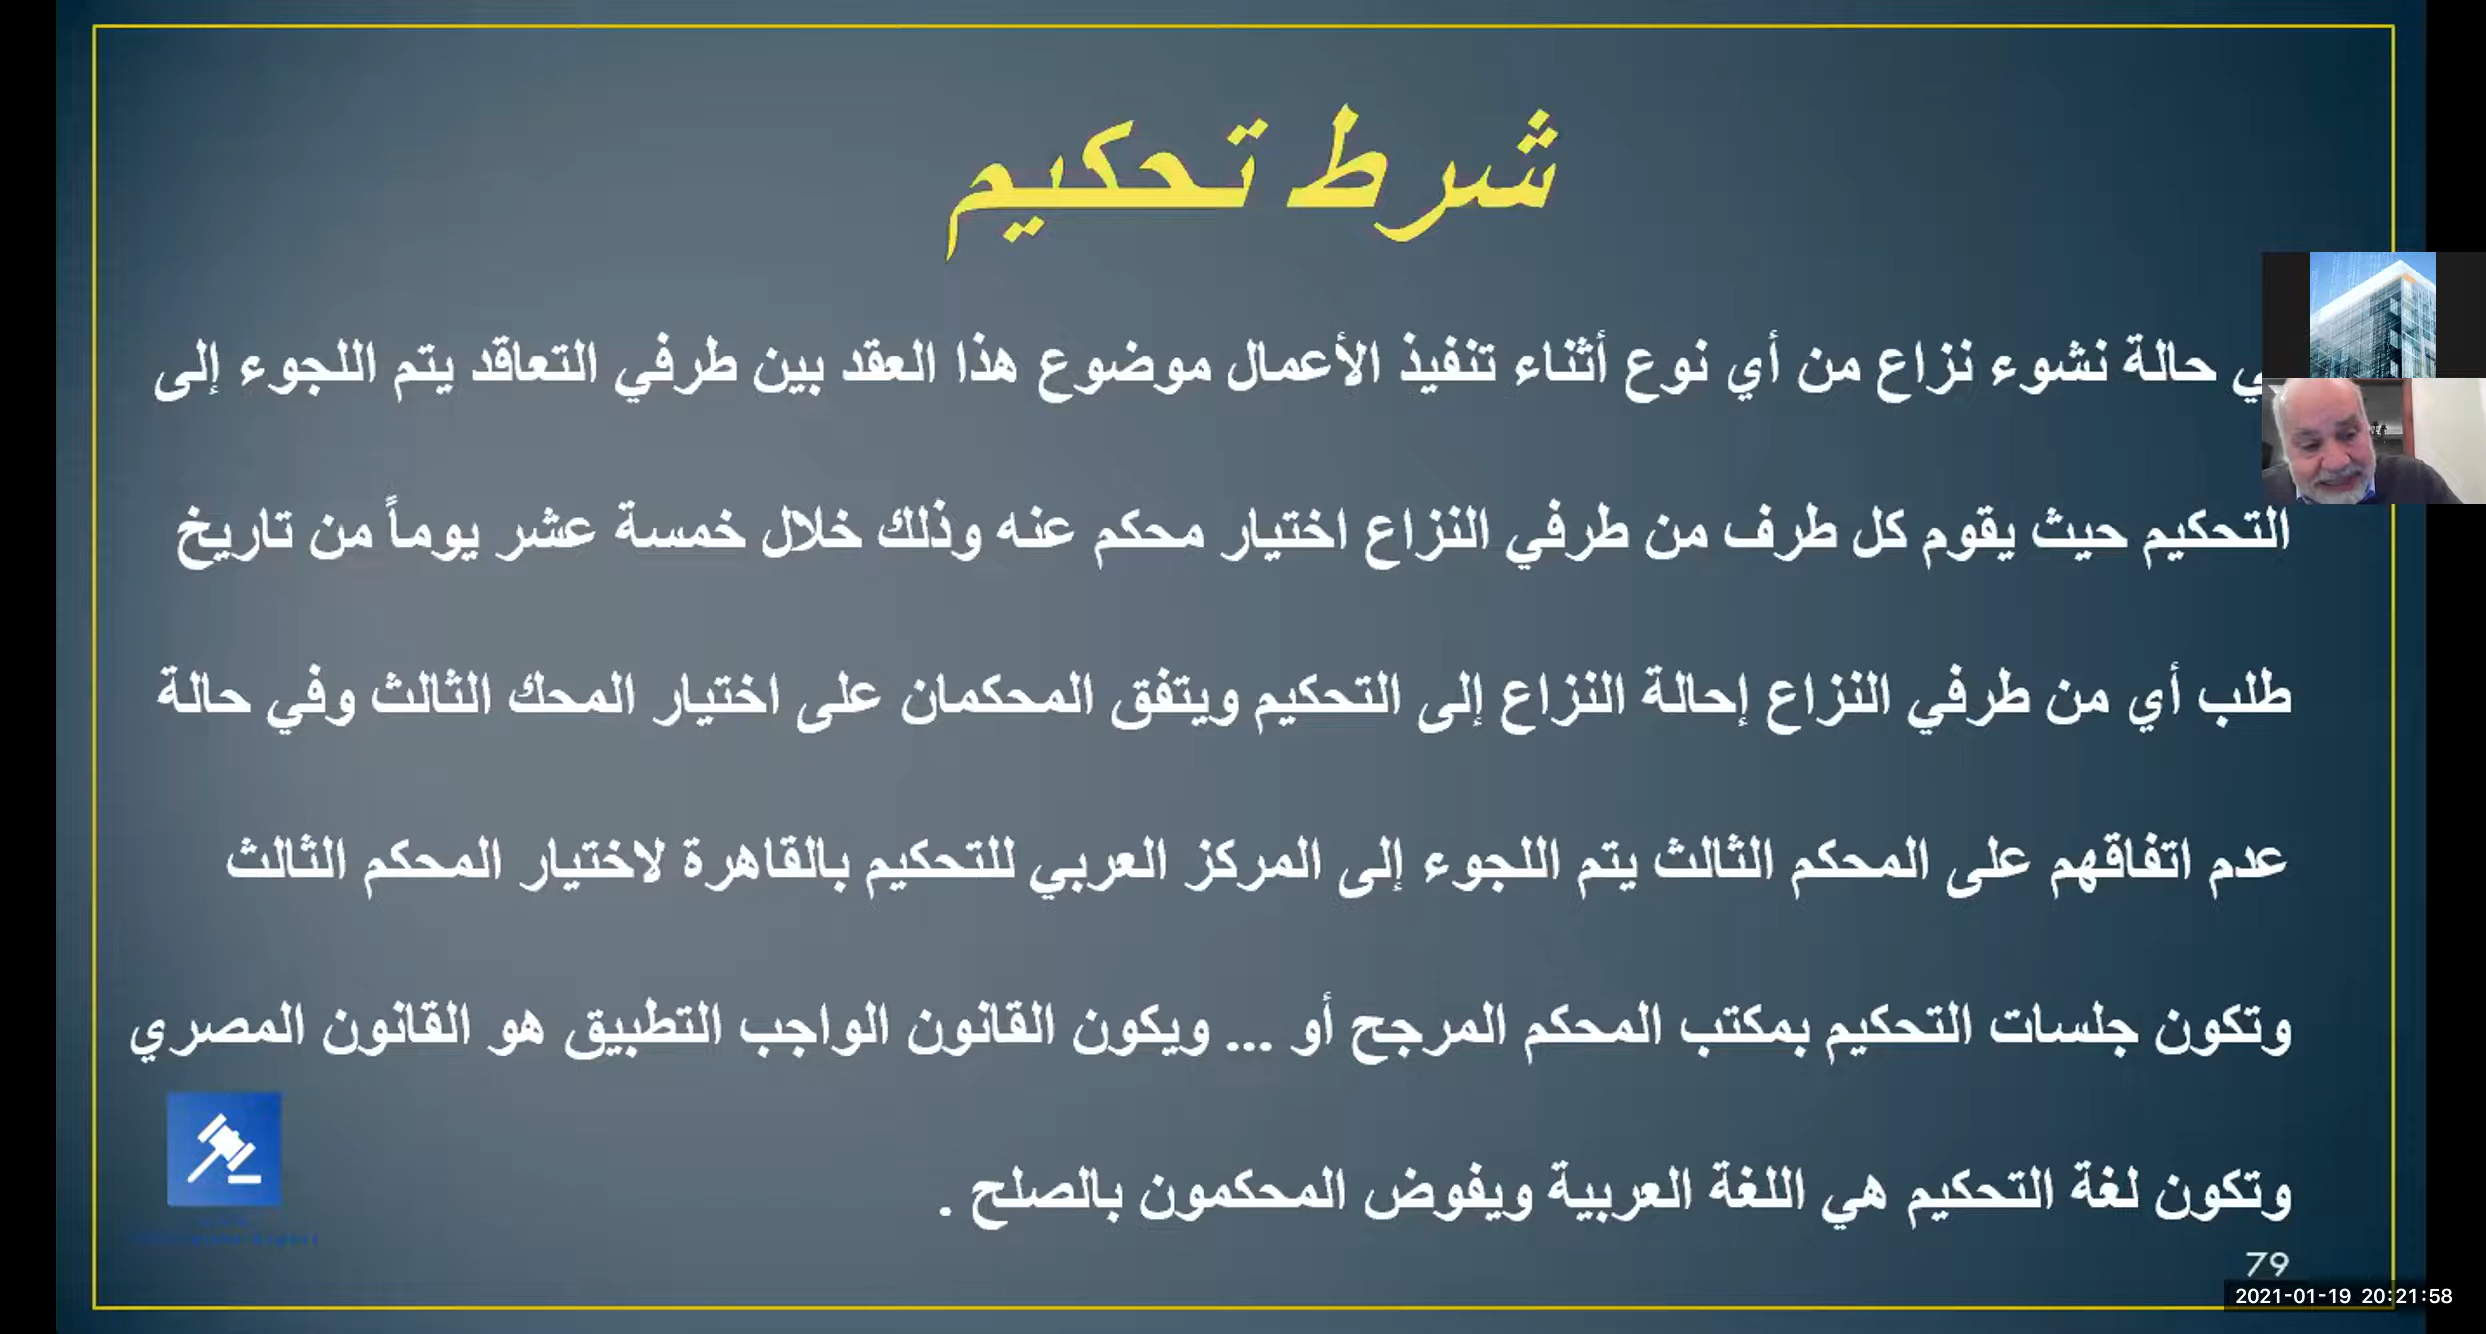 شرط تحكيم
حالة نشوء نزاع من أي نوع أثناء تنفيذ الأعمال موضوع هذا العقد بين طرفي التعاقد يتم اللجوء إلى
التحكيم حيث يقوم كل طرف من طرفي النزاع اختيار محكم عنه وذلك خلال خمسة عشر يوماً من تاريخ
طلب أي من طرفي النزاع إحالة النزاع إلى التحكيم ويتفق المحكمان على اختيار المحك الثالث وفي حالة
عدم اتفاقهم على المحكم الثالث يتم اللجوء إلى المركز العربي للتحكيم بالقاهرة لاختيار المحكم الثالث
وتكون جلسات التحكيم بمكتب المحكم المرجح أو ... ويكون القانون الواجب التطبيق هو القانون المصري
وتكون لغة التحكيم هي اللغة العربية ويفوض المحكمون بالصلح .
79
2021-01-19 20:21:58